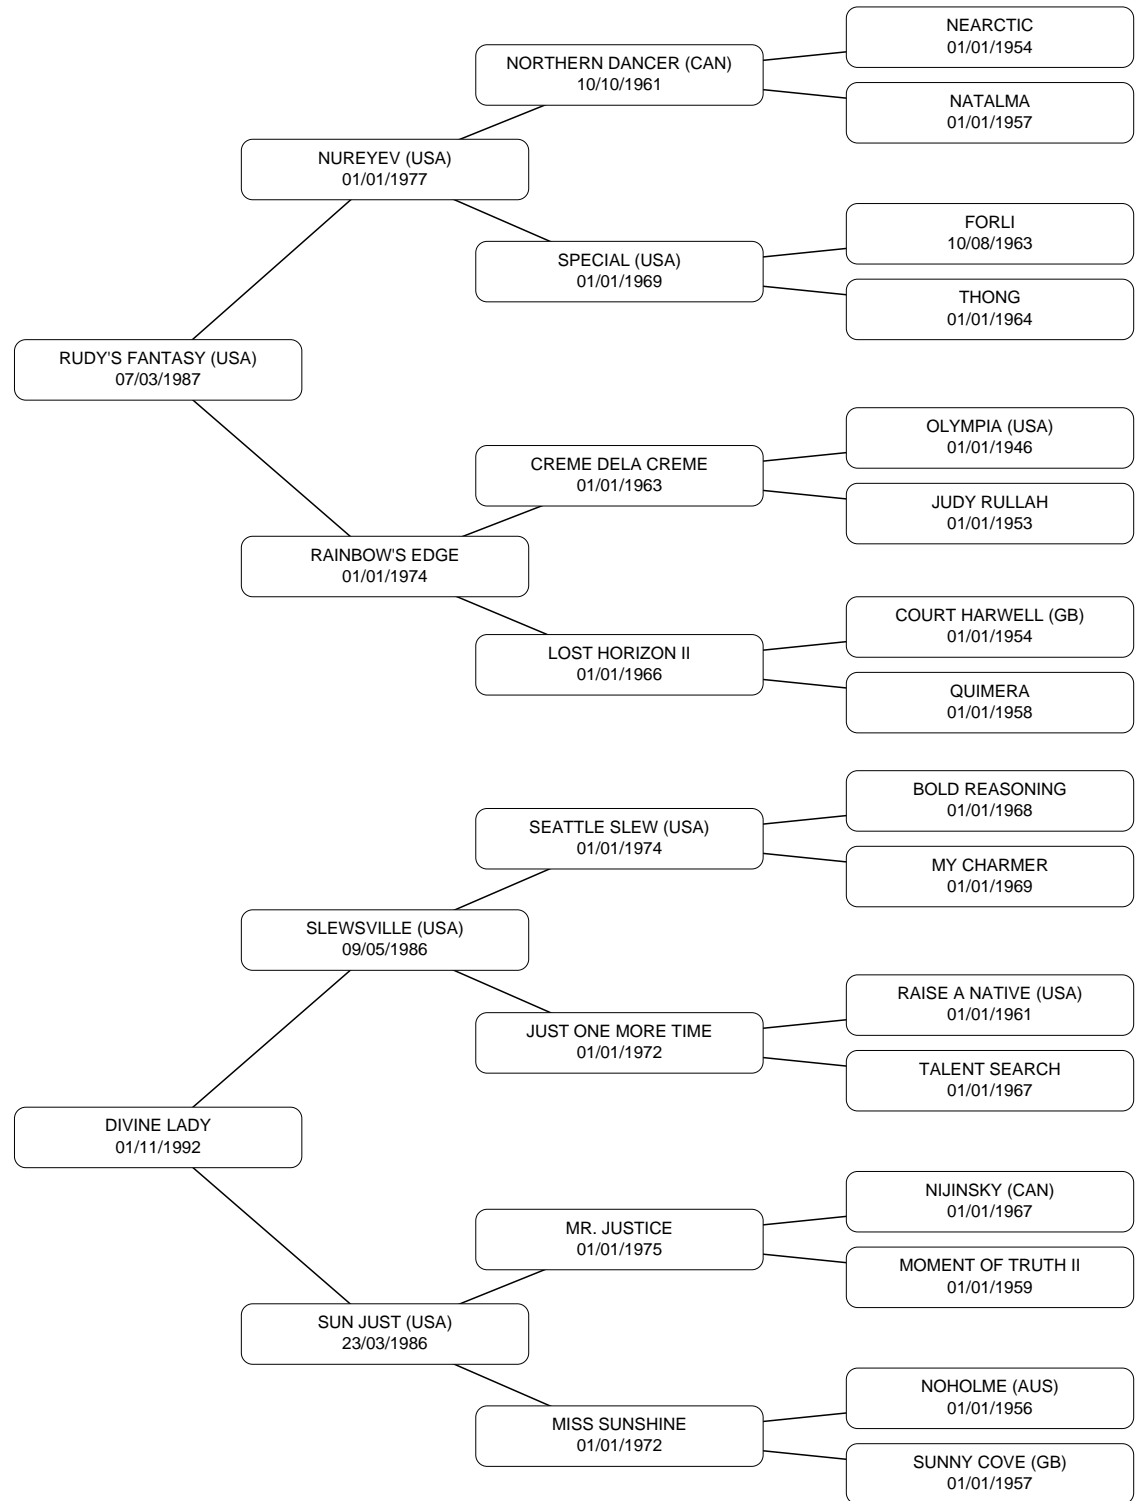 NEARCTIC
01/01/1954
NORTHERN DANCER (CAN)
10/10/1961
NATALMA
01/01/1957
NUREYEV (USA)
01/01/1977
FORLI
10/08/1963
SPECIAL (USA)
01/01/1969
THONG
01/01/1964
RUDY'S FANTASY (USA)
07/03/1987
OLYMPIA (USA)
01/01/1946
CREME DELA CREME
01/01/1963
JUDY RULLAH
01/01/1953
RAINBOW'S EDGE
01/01/1974
COURT HARWELL (GB)
01/01/1954
LOST HORIZON II
01/01/1966
QUIMERA
01/01/1958
BOLD REASONING
01/01/1968
SEATTLE SLEW (USA)
01/01/1974
MY CHARMER
01/01/1969
SLEWSVILLE (USA)
09/05/1986
RAISE A NATIVE (USA)
01/01/1961
JUST ONE MORE TIME
01/01/1972
TALENT SEARCH
01/01/1967
DIVINE LADY
01/11/1992
NIJINSKY (CAN)
01/01/1967
MR. JUSTICE
01/01/1975
MOMENT OF TRUTH II
01/01/1959
SUN JUST (USA)
23/03/1986
NOHOLME (AUS)
01/01/1956
MISS SUNSHINE
01/01/1972
SUNNY COVE (GB)
01/01/1957